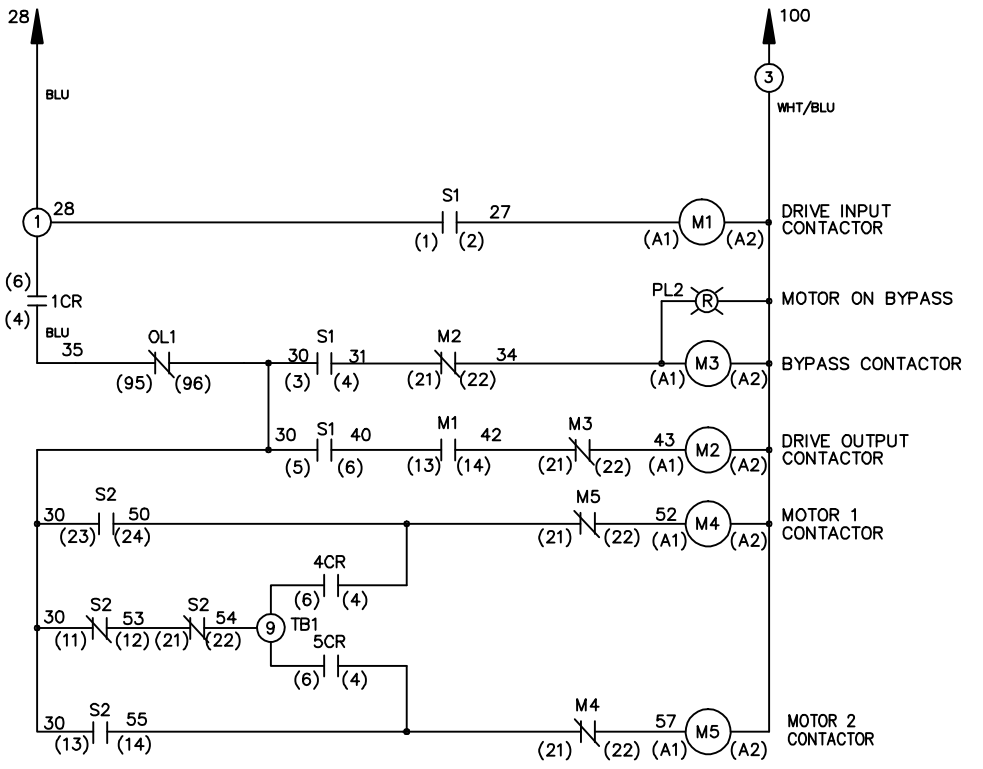 28
100
3
BLU
WHT/BLU
S1
1 28
27
M1
DRIVE INPUT
CONTACTOR
(1) (2)
(A1) (A2)
(6)
1CR
(4)
PL2 R
MOTOR ON BYPASS
BLU
35
OL1
30 S1 31
M2
34
M3
BYPASS CONTACTOR
(95) (96)
(3) (4)
(21) (22)
(A1) (A2)
30 S1 40
M1
42
M3
43
M2
DRIVE OUTPUT
CONTACTOR
(5) (6)
(13) (14)
(21) (22)
(A1) (A2)
30 S2 50
M5
52
M4
MOTOR 1
CONTACTOR
(23) (24)
(21) (22)
(A1) (A2)
4CR
(6) (4)
30 S2 53
S2 54
9 TB1
(11) (12) (21) (22)
5CR
(6) (4)
30 S2 55
M4
57
M5
MOTOR 2
CONTACTOR
(13) (14)
(21) (22)
(A1) (A2)